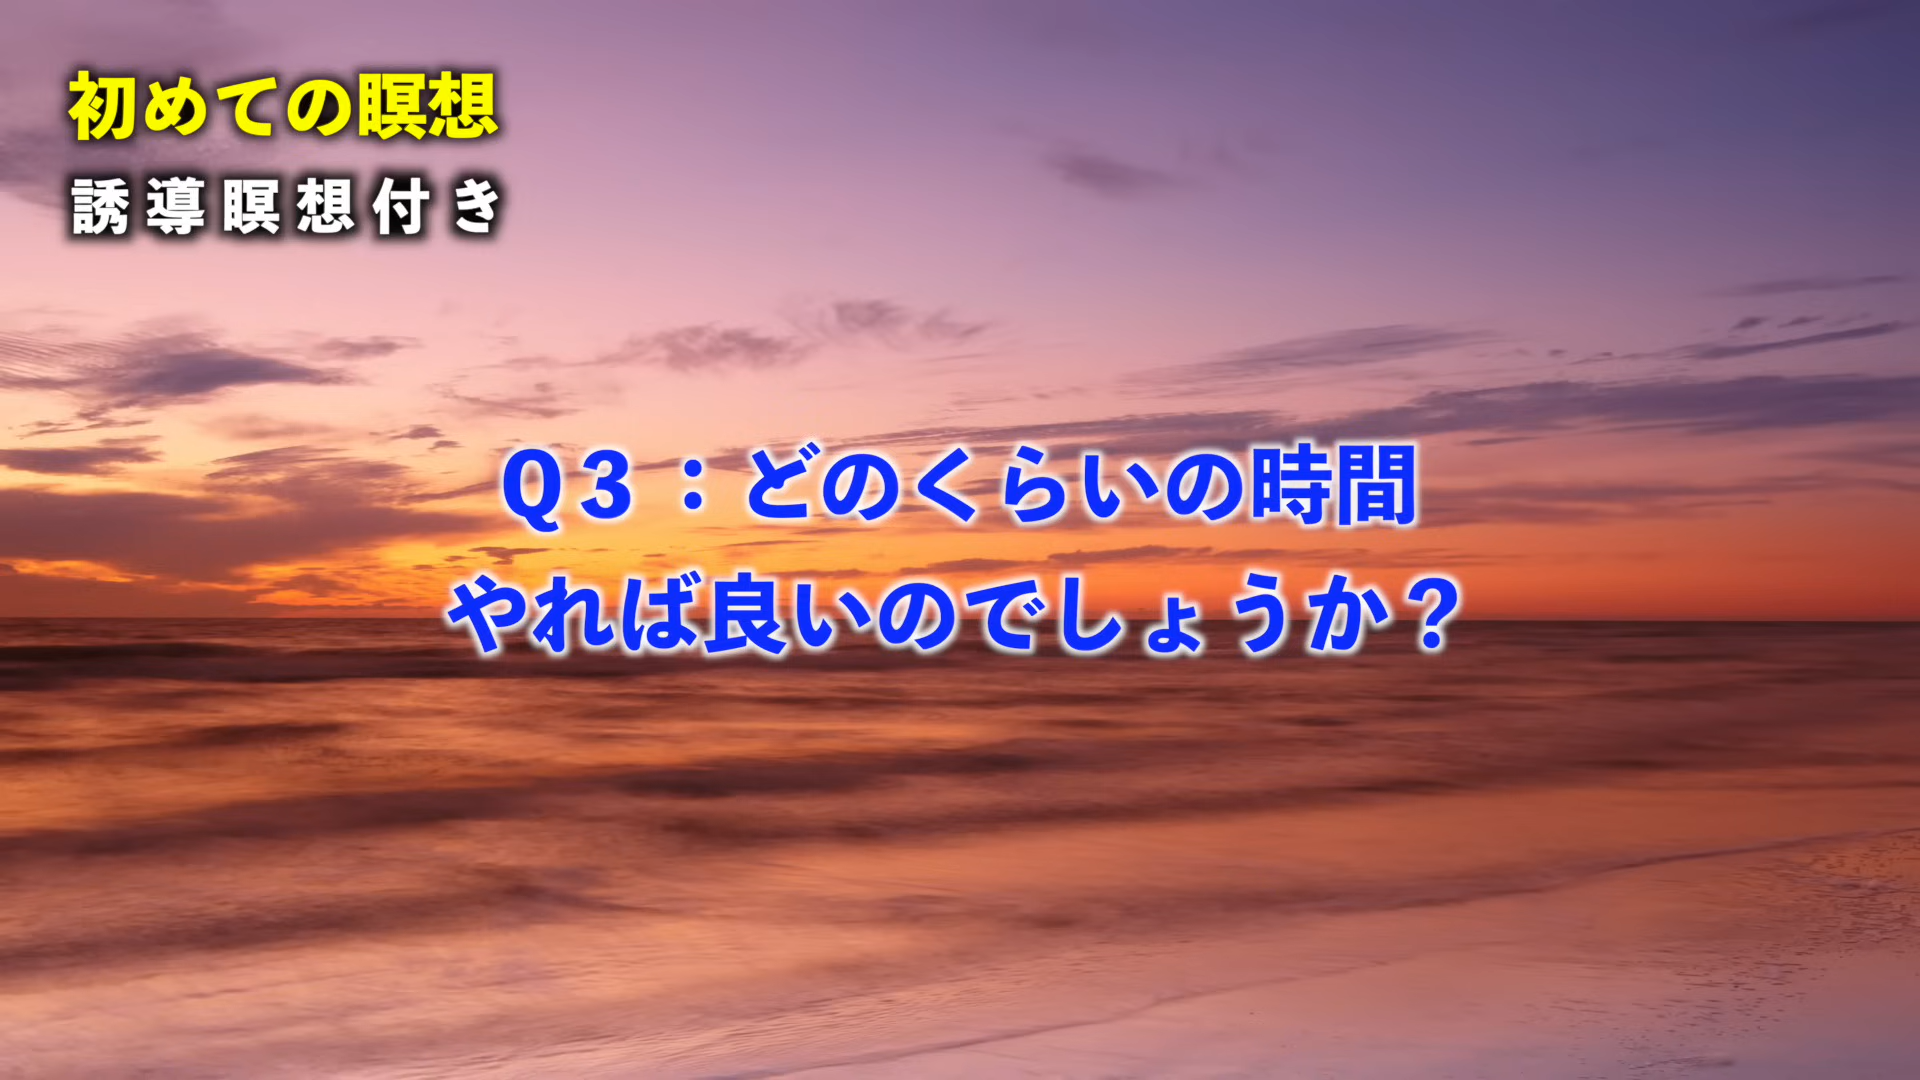 初めての瞑想
誘導瞑想付き
Q3：どのくらいの時間
やれば良いのでしょうか？